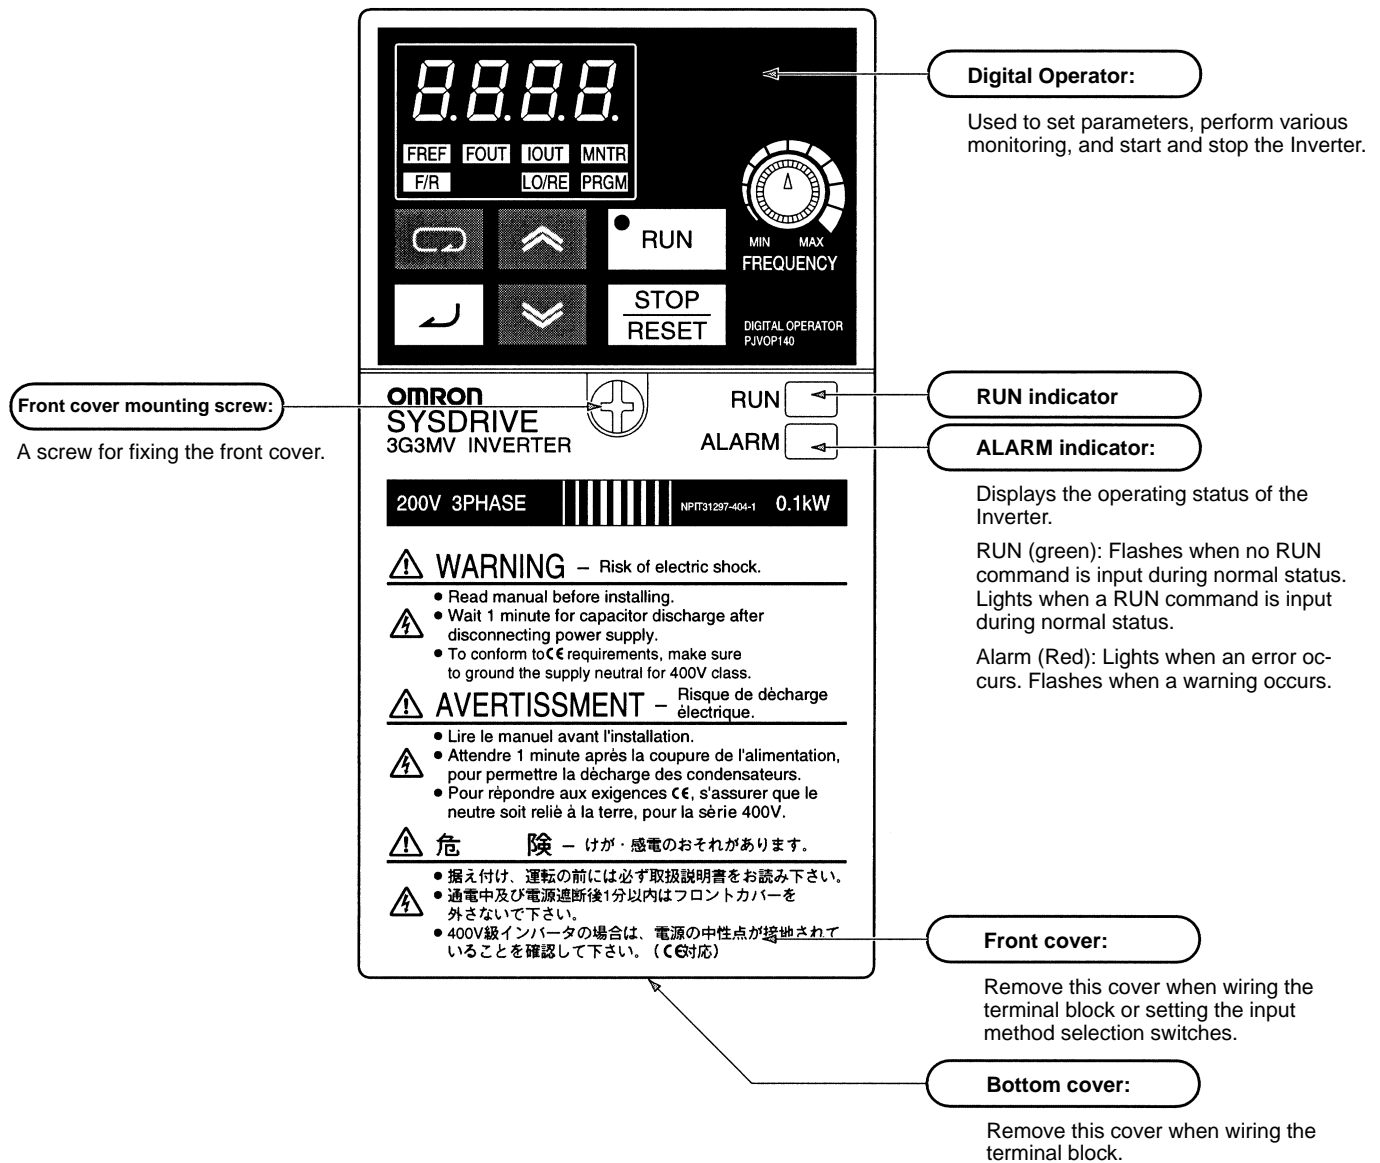 8.8.8.8.
FREF FOUT IOUT MNTR
F/R LO/RE PRGM
RUN
STOP
RESET
MIN MAX
FREQUENCY
DIGITAL OPERATOR
PJVOP140
Digital Operator:
Used to set parameters, perform various
monitoring, and start and stop the Inverter.
Front cover mounting screw:
A screw for fixing the front cover.
OMRON
SYSDRIVE
3G3MV INVERTER
RUN
ALARM
RUN indicator
ALARM indicator:
Displays the operating status of the
Inverter.
RUN (green): Flashes when no RUN
command is input during normal status.
Lights when a RUN command is input
during normal status.
Alarm (Red): Lights when an error oc-
curs. Flashes when a warning occurs.
200V 3PHASE NPIT31297-404-1 0.1kW
WARNING – Risk of electric shock.
● Read manual before installing.
● Wait 1 minute for capacitor discharge after
disconnecting power supply.
● To conform to CE requirements, make sure
to ground the supply neutral for 400V class.
AVERTISSMENT – Risque de dècharge
èlectrique.
● Lire le manuel avant l'installation.
● Attendre 1 minute après la coupure de l'alimentation,
pour permettre la dècharge des condensateurs.
● Pour rèpondre aux exigences CE, s'assurer que le
neutre soit reliè à la terre, pour la sèrie 400V.
危 険 – けが・感電のおそれがあります。
● 据え付け、運転の前には必ず取扱説明書をお読み下さい。
● 通電中及び電源遮断後1分以内はフロントカバーを
外さないで下さい。
● 400V級インバータの場合は、電源の中性点が接地されて
いることを確認して下さい。(CE対応)
Front cover:
Remove this cover when wiring the
terminal block or setting the input
method selection switches.
Bottom cover:
Remove this cover when wiring the
terminal block.